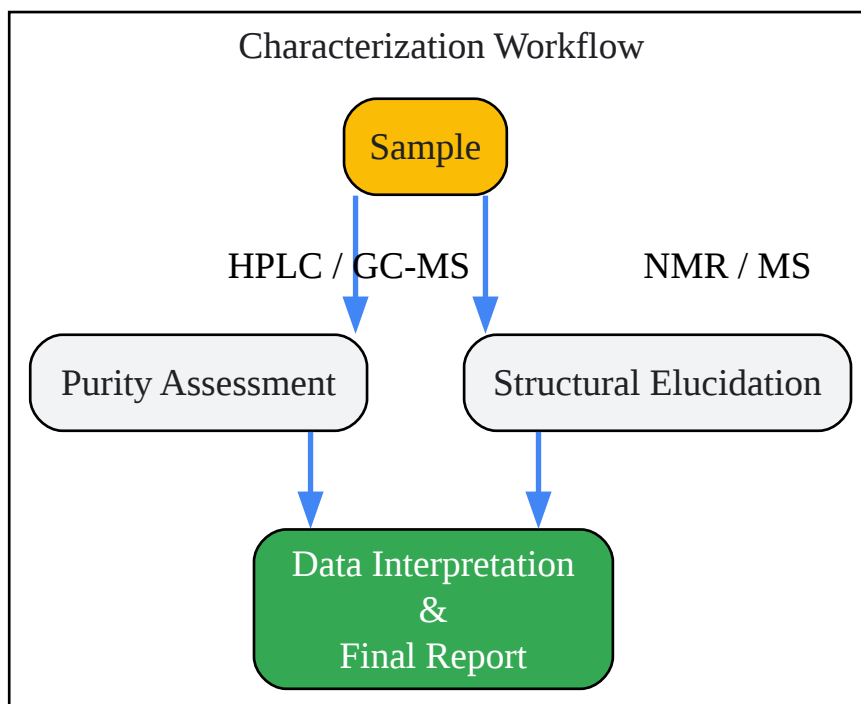 Characterization Workflow
Sample
HPLC / GC-MS
NMR / MS
Purity Assessment
Structural Elucidation
Data Interpretation
&
Final Report